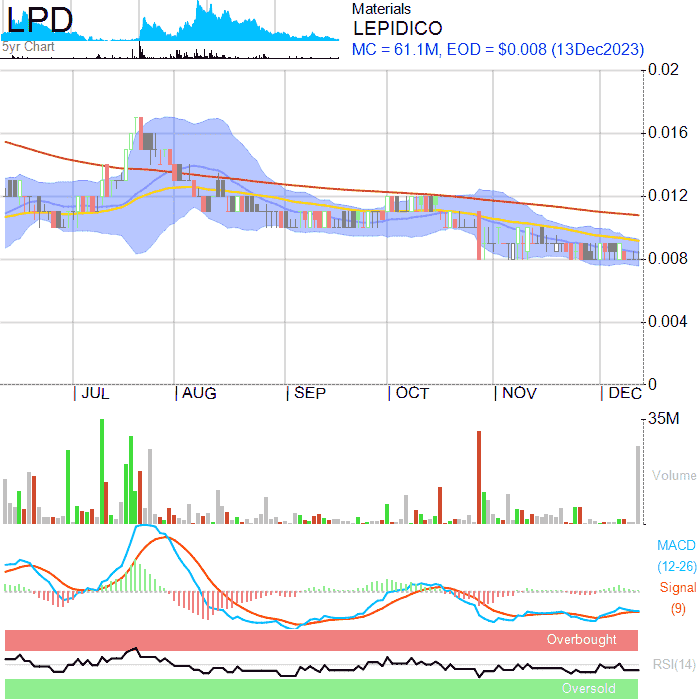 LPD
5yr Chart
Materials
LEPIDICO
MC = 61.1M, EOD = $0.008 (13Dec2023)
0.02
0.016
0.012
0.008
0.004
0
JUL AUG SEP OCT NOV DEC
35M
Volume
MACD
(12-26)
Signal
(9)
Overbought
RSI(14)
Oversold